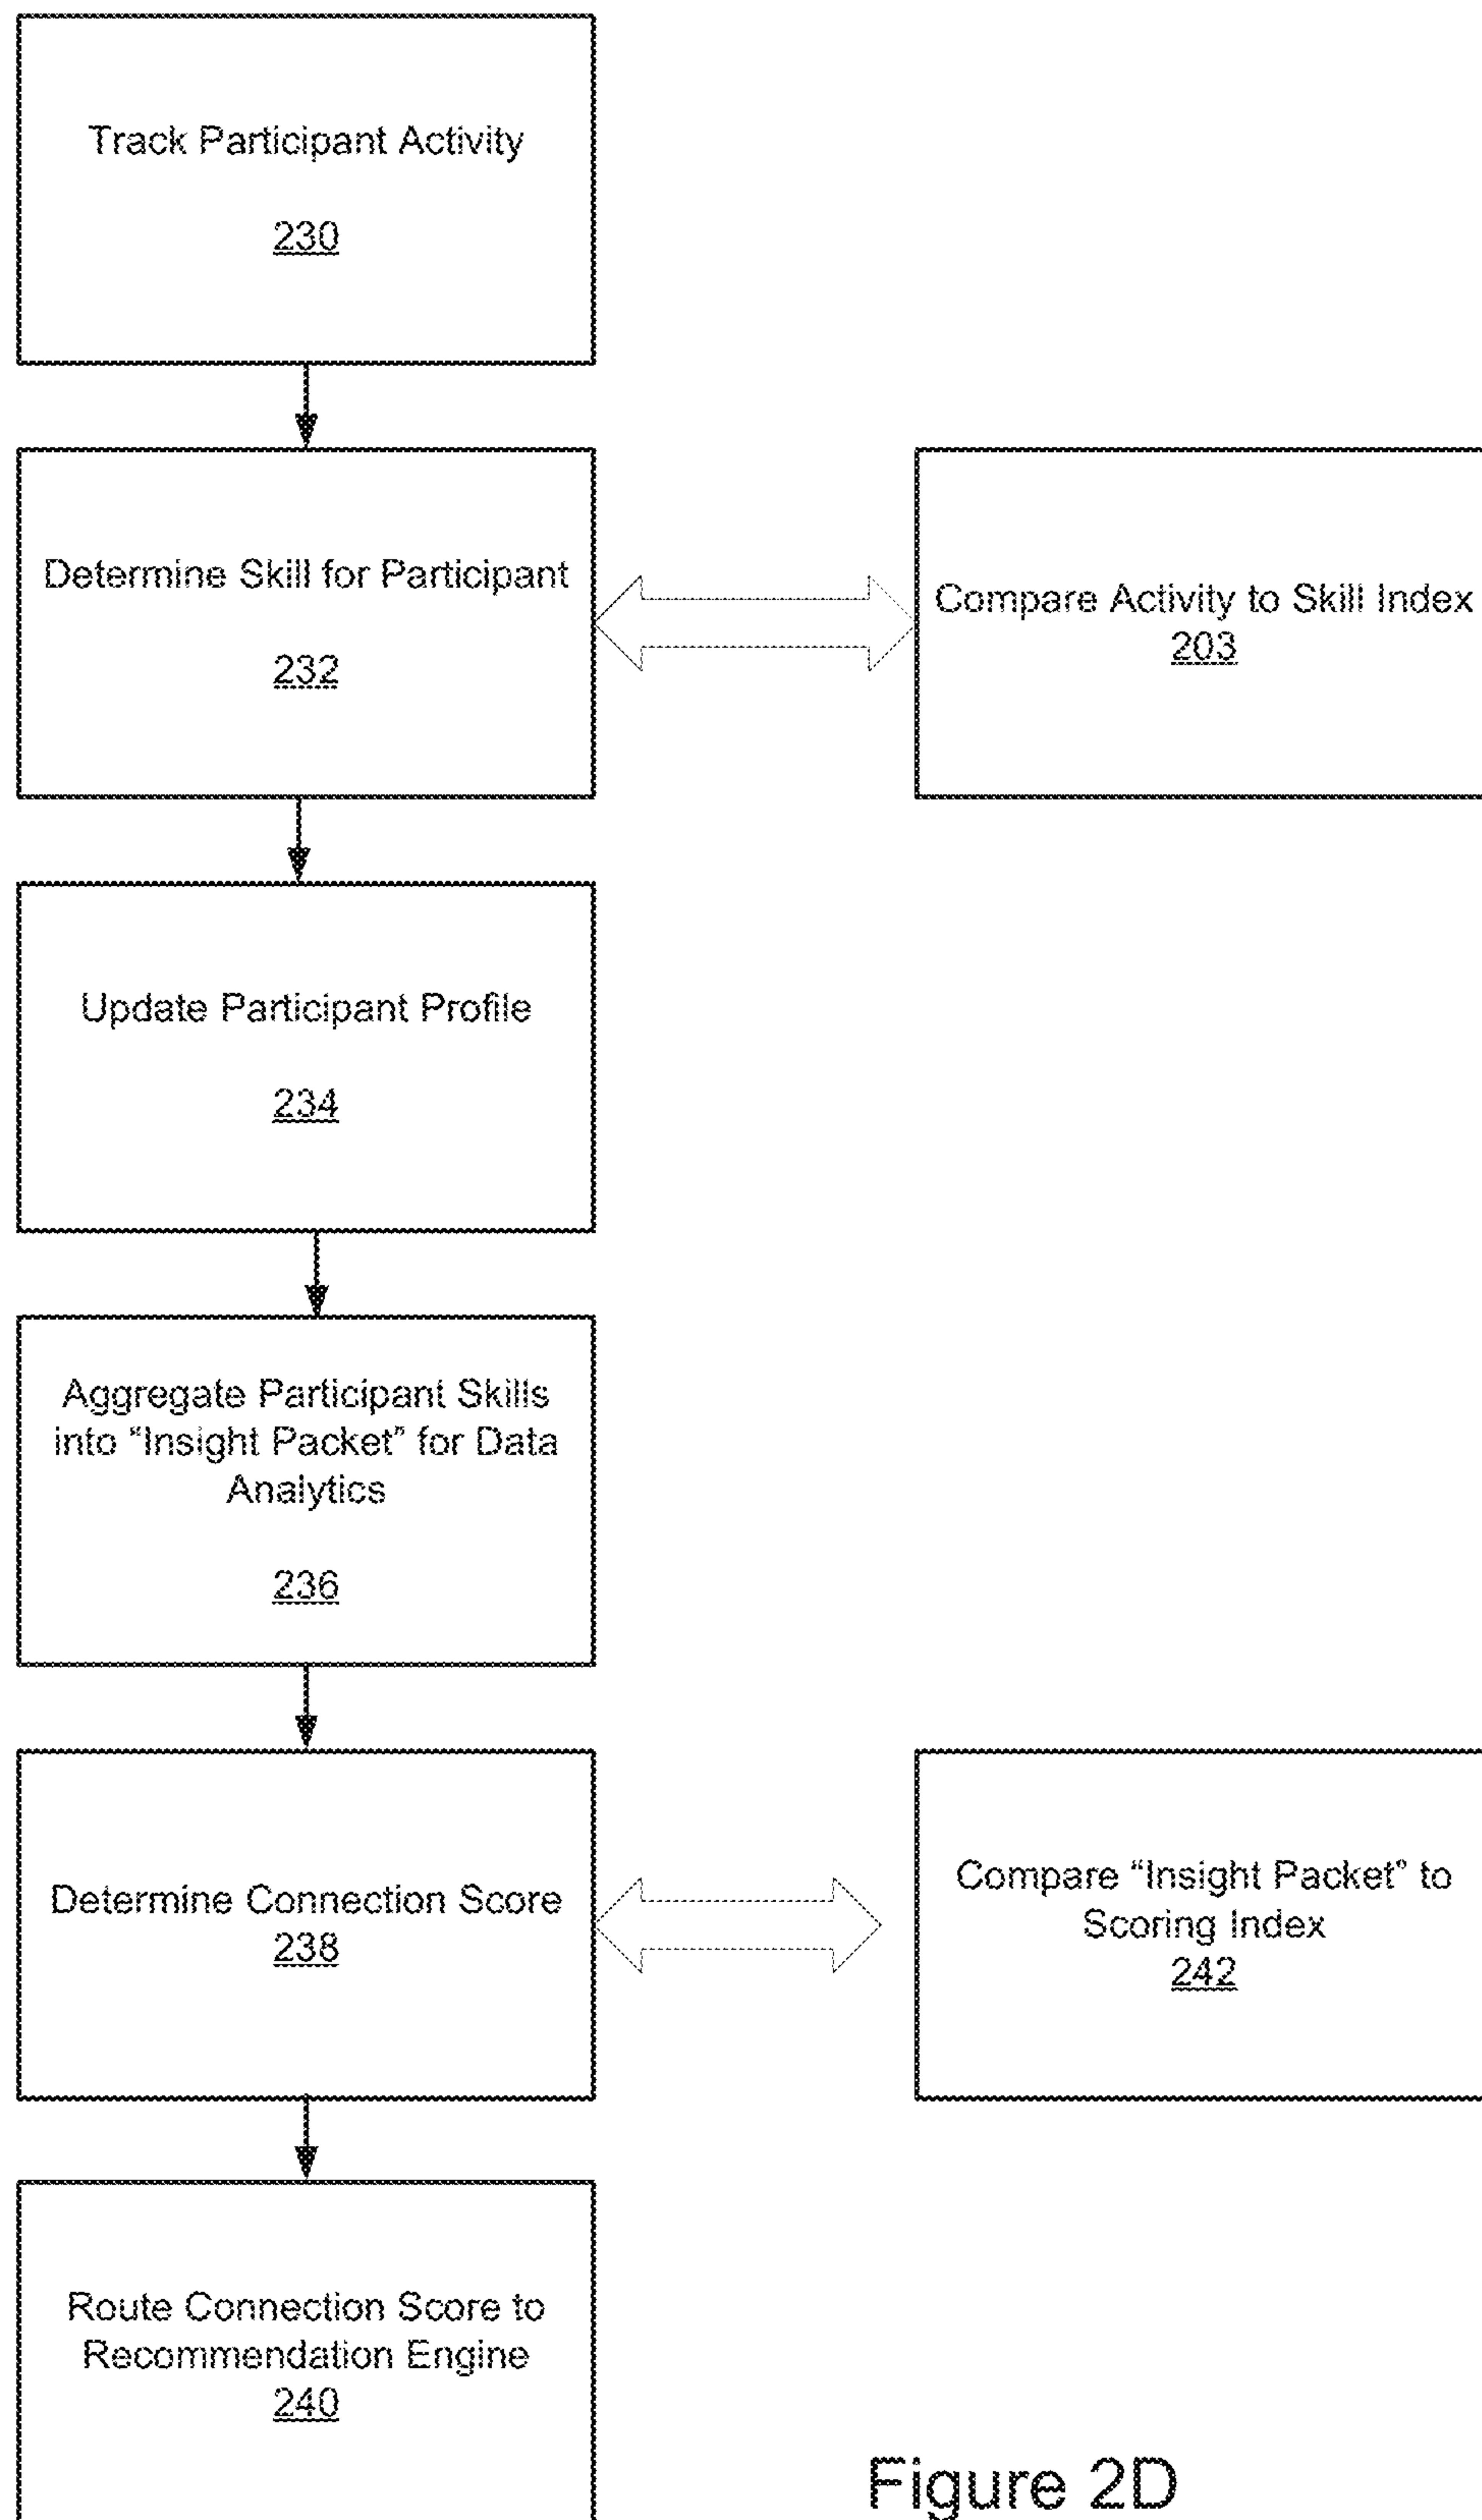 Track Participant Activity
230
Determine Skill for Participant
232
Compare Activity to Skill Index
203
Update Participant Profile
234
Aggregate Participant Skills
into “Insight Packet” for Data
Analytics
236
Determine Connection Score
238
Compare “Insight Packet” to
Scoring Index
242
Route Connection Score to
Recommendation Engine
240
Figure 2D